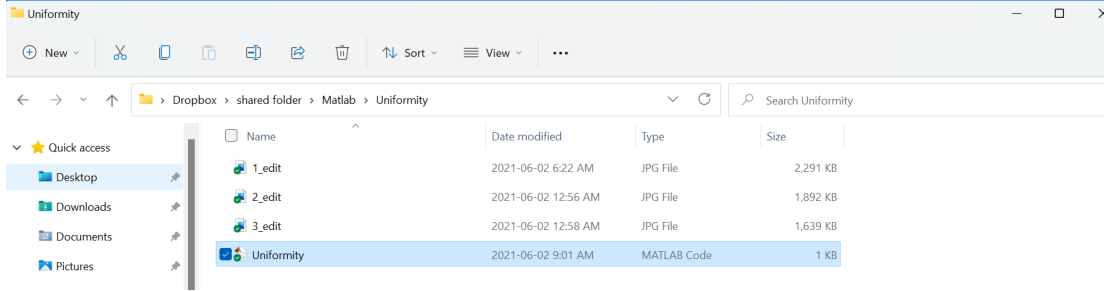 Uniformity
New Sort View
Dropbox > shared folder > Matlab > Uniformity Search Uniformity
Quick access
Desktop
Downloads
Documents
Pictures
Name Date modified Type Size
1_edit 2021-06-02 6:22 AM JPG File 2,291 KB
2_edit 2021-06-02 12:56 AM JPG File 1,892 KB
3_edit 2021-06-02 12:58 AM JPG File 1,639 KB
Uniformity 2021-06-02 9:01 AM MATLAB Code 1 KB